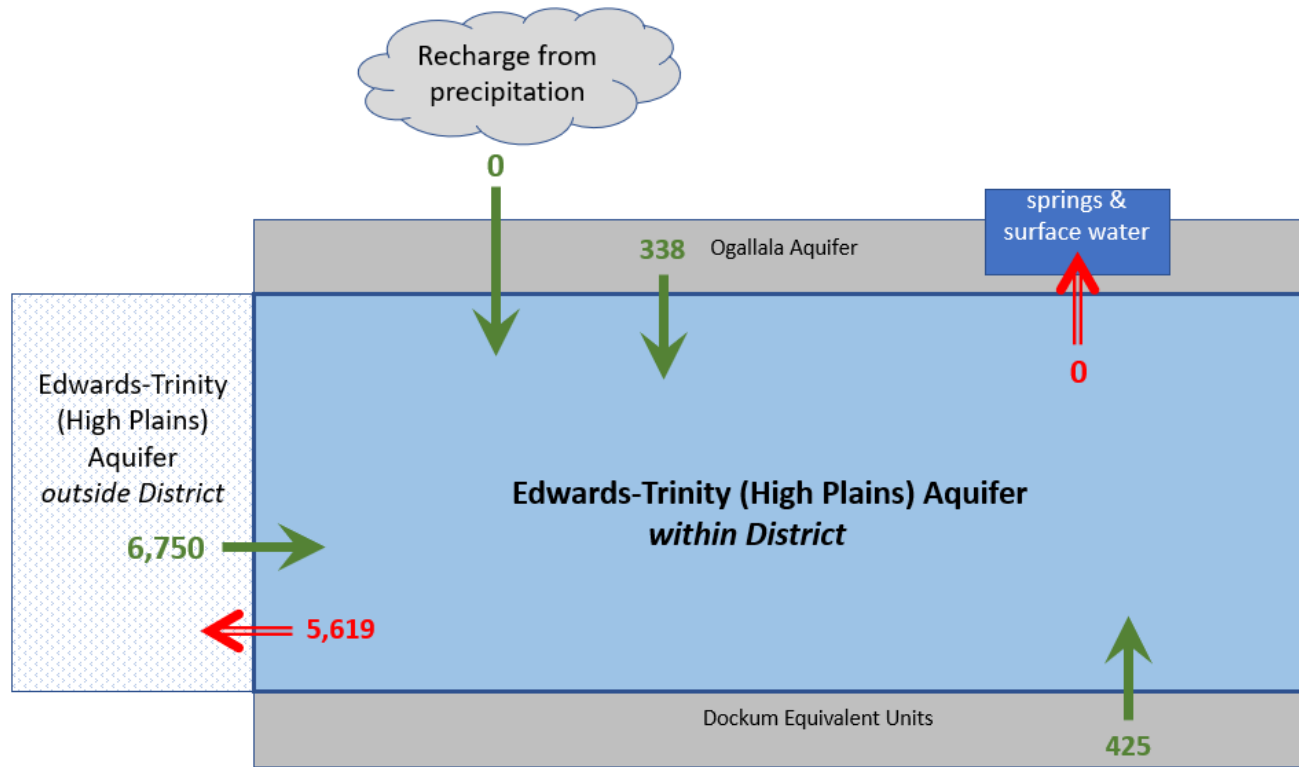 Recharge from
precipitation
0
springs &
surface water
338
Ogallala Aquifer
0
Edwards-Trinity
(High Plains)
Aquifer
outside District
Edwards-Trinity (High Plains) Aquifer
within District
6,750
5,619
Dockum Equivalent Units
425